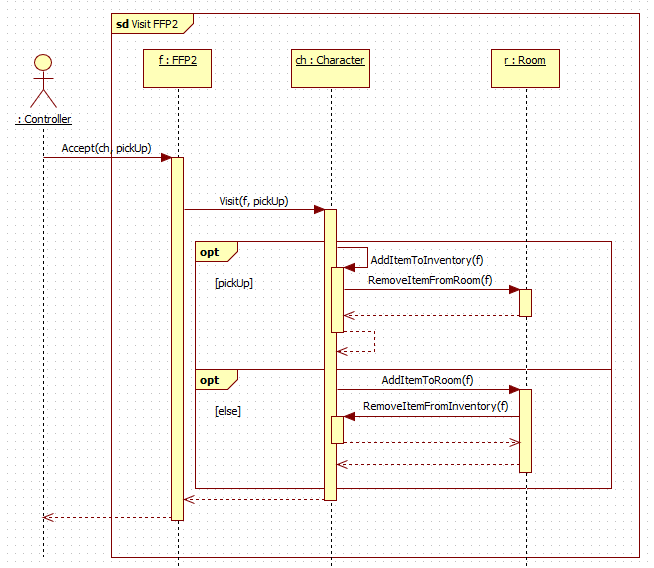 sd Visit FFP2
f : FFP2
ch : Character
r : Room
: Controller
Accept(ch, pickUp)
Visit(f, pickUp)
opt
AddItemToInventory(f)
[pickUp]
RemoveItemFromRoom(f)
opt
AddItemToRoom(f)
[else]
RemoveItemFromInventory(f)